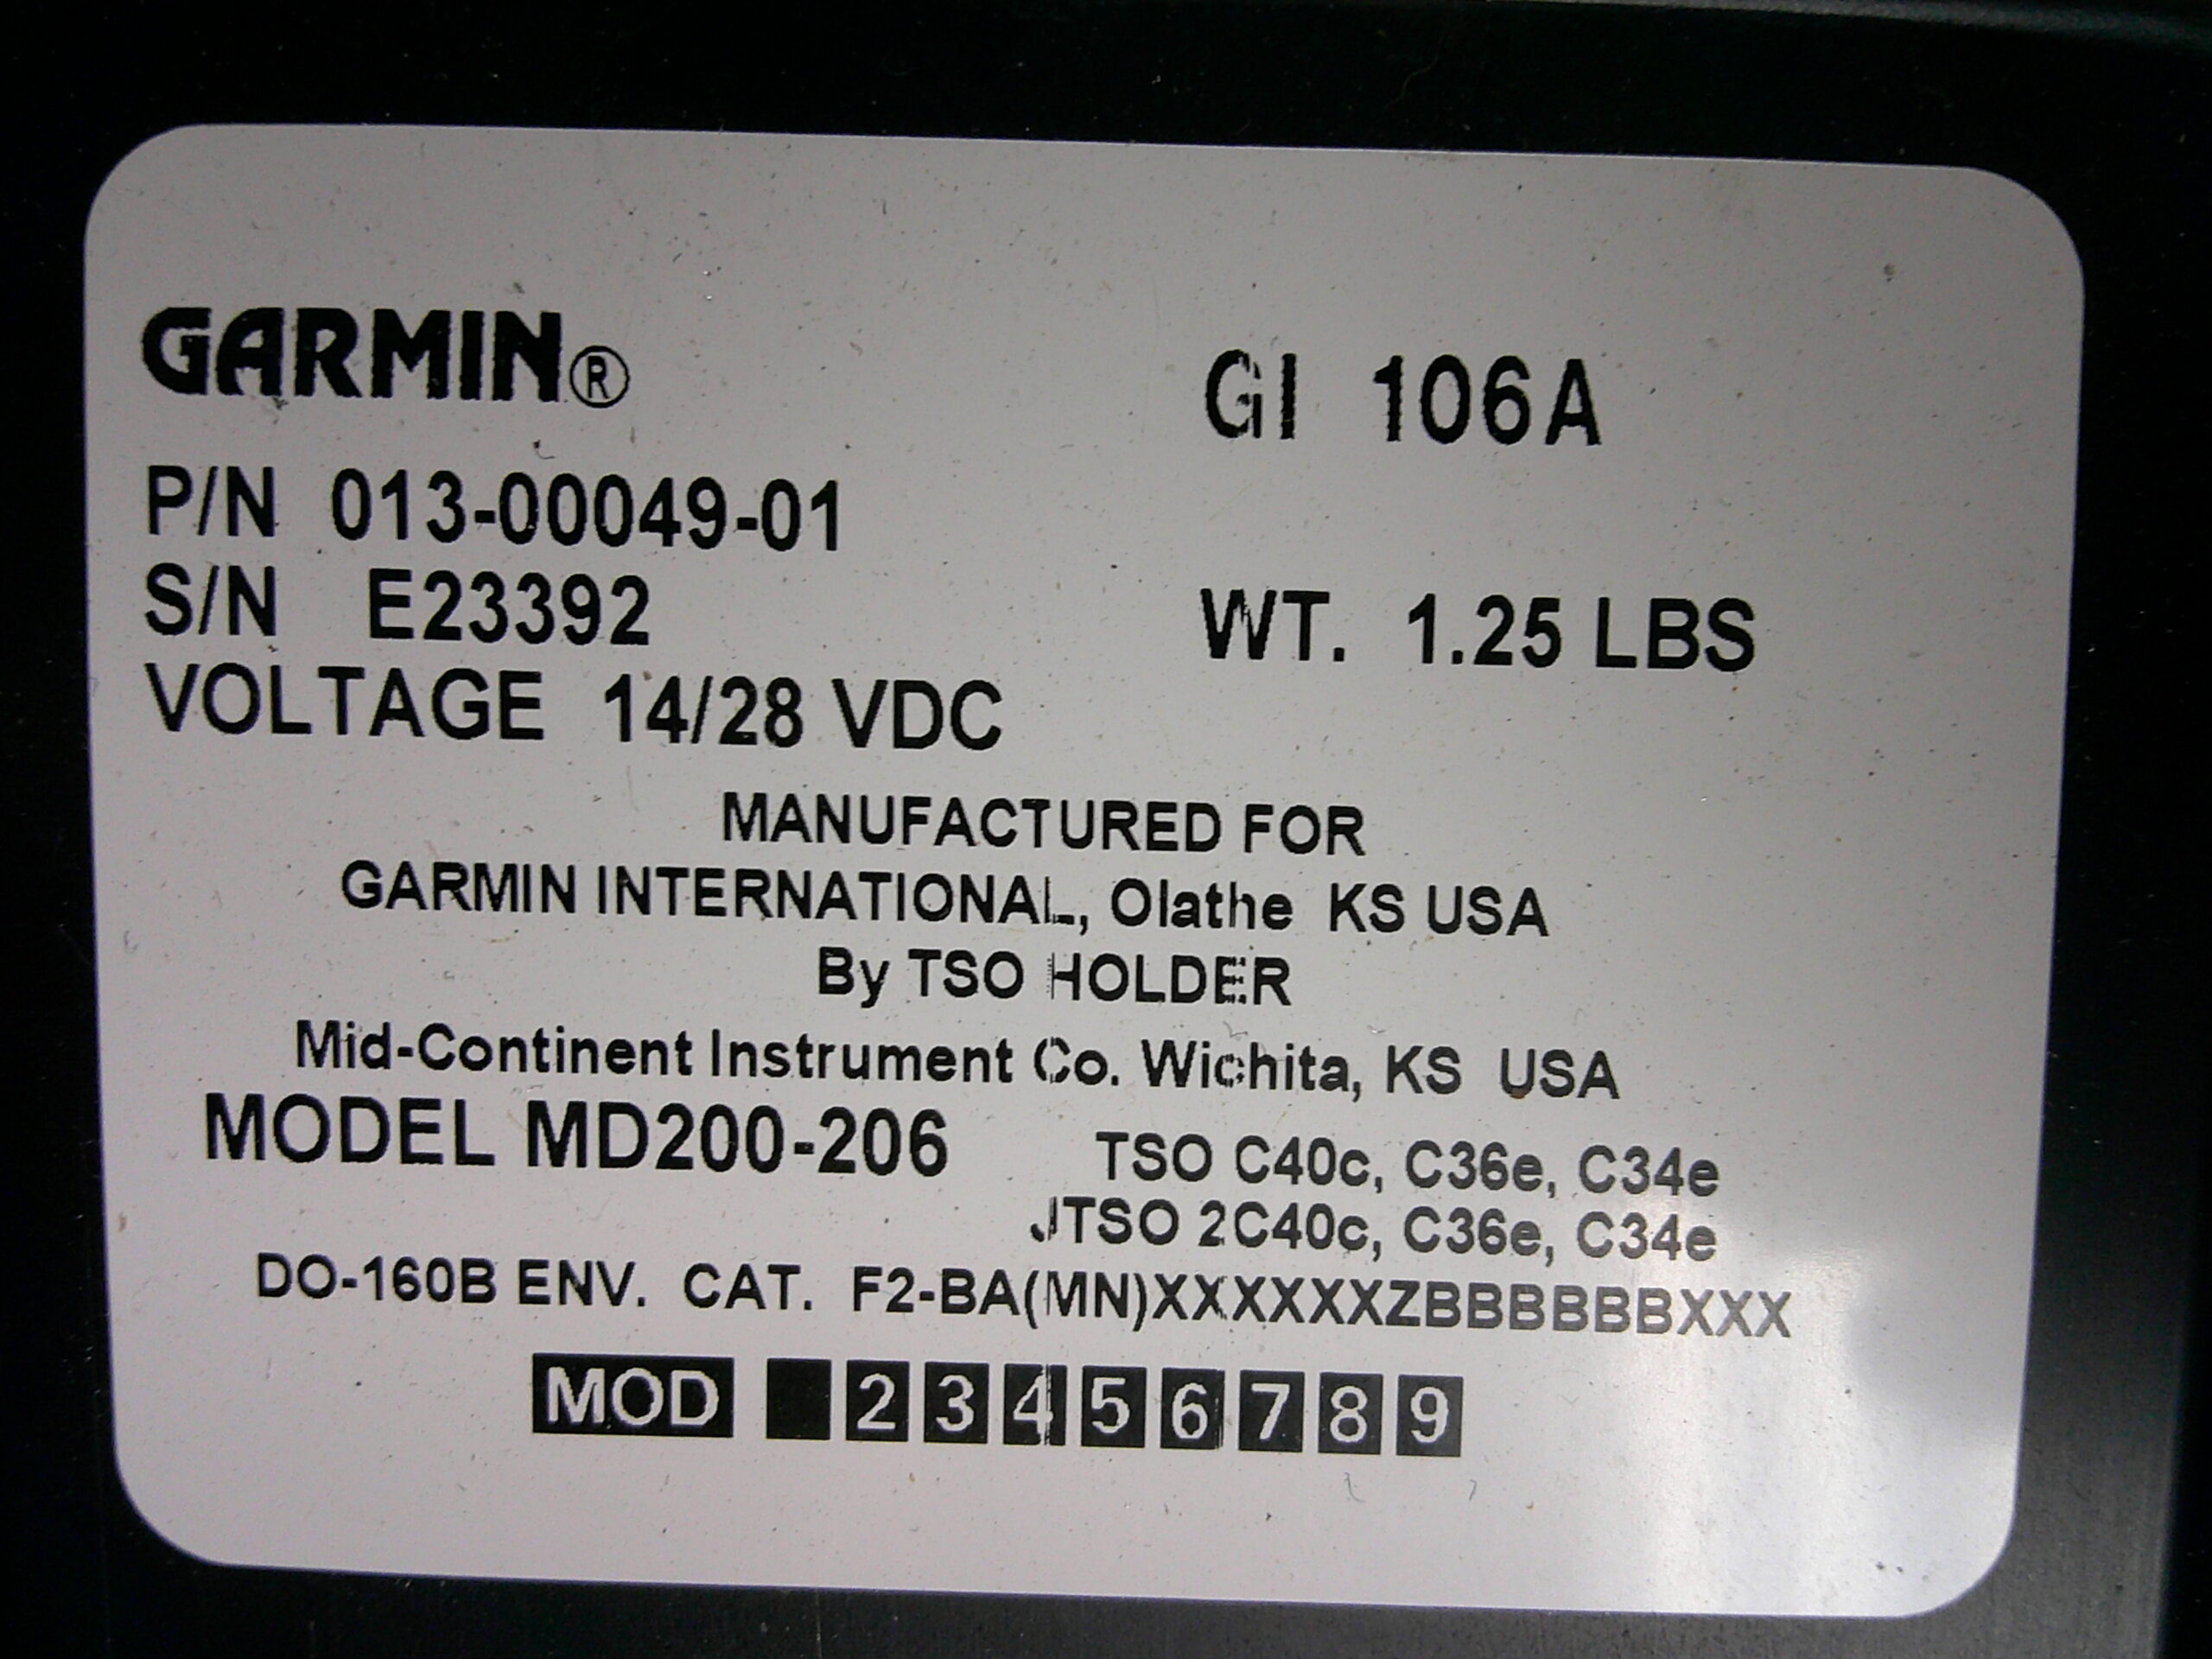 GARMIN®
GI 106A
P/N 013-00049-01
S/N E23392
WT. 1.25 LBS
VOLTAGE 14/28 VDC
MANUFACTURED FOR
GARMIN INTERNATIONAL, Olathe KS USA
By TSO HOLDER
Mid-Continent Instrument Co. Wichita, KS USA
MODEL MD200-206
TSO C40c, C36e, C34e
JTSO 2C40c, C36e, C34e
DO-160B ENV. CAT. F2-BA(MN)XXXXXXZBBBBBBXXX
MOD 2 3 4 5 6 7 8 9